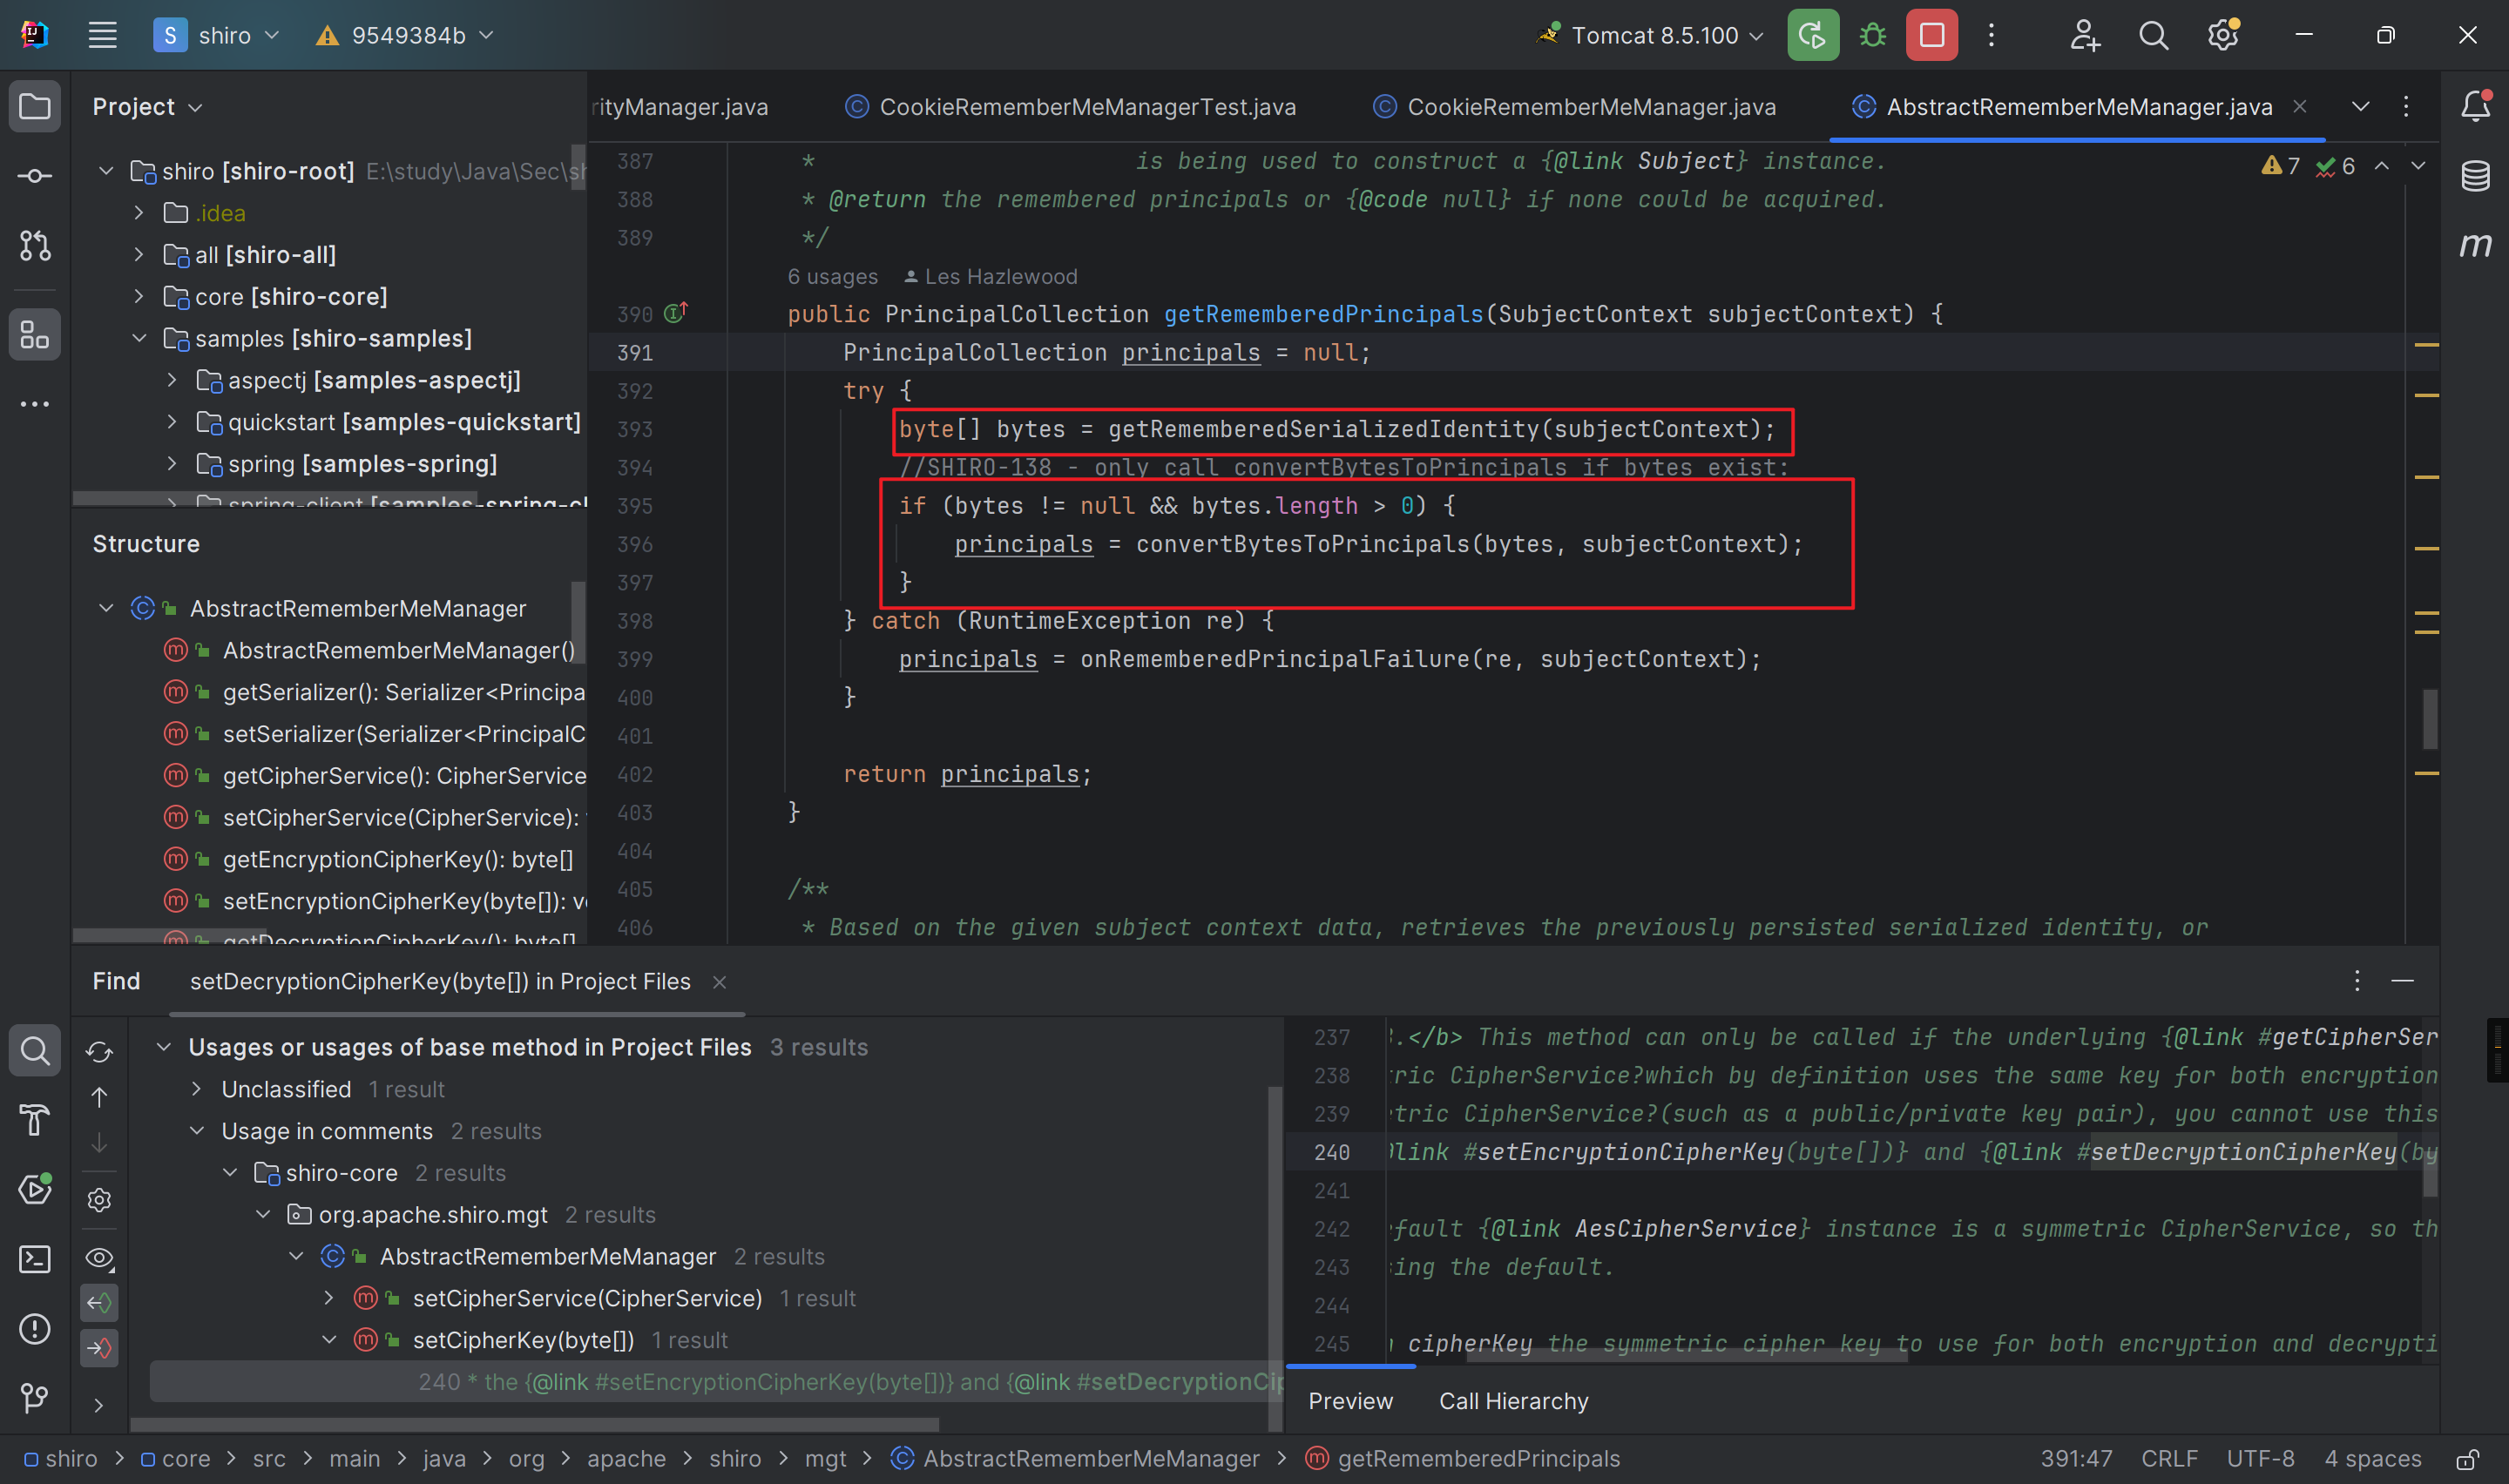 S shiro 9549384b Tomcat 8.5.100
Project
shiro [shiro-root] E:\study\Java\Sec\sh
.idea
all [shiro-all]
core [shiro-core]
samples [shiro-samples]
aspectj [samples-aspectj]
quickstart [samples-quickstart]
spring [samples-spring]
spring-client [samples-spring-cl
Structure
AbstractRememberMeManager
AbstractRememberMeManager()
getSerializer(): Serializer<Principa
setSerializer(Serializer<PrincipalC
getCipherService(): CipherService
setCipherService(CipherService):
getEncryptionCipherKey(): byte[]
setEncryptionCipherKey(byte[]): v
getDecryptionCipherKey(): byte[]
rityManager.java CookieRememberMeManagerTest.java CookieRememberMeManager.java AbstractRememberMeManager.java
7 6
387 * is being used to construct a {@link Subject} instance.
388 * @return the remembered principals or {@code null} if none could be acquired.
389 */
6 usages Les Hazlewood
390 public PrincipalCollection getRememberedPrincipals(SubjectContext subjectContext) {
391 PrincipalCollection principals = null;
392 try {
393 byte[] bytes = getRememberedSerializedIdentity(subjectContext);
394 //SHIRO-138 - only call convertBytesToPrincipals if bytes exist:
395 if (bytes != null && bytes.length > 0) {
396 principals = convertBytesToPrincipals(bytes, subjectContext);
397 }
398 } catch (RuntimeException re) {
399 principals = onRememberedPrincipalFailure(re, subjectContext);
400 }
401
402 return principals;
403 }
404
405 /**
406 * Based on the given subject context data, retrieves the previously persisted serialized identity, or
Find setDecryptionCipherKey(byte[]) in Project Files
Usages or usages of base method in Project Files 3 results
Unclassified 1 result
Usage in comments 2 results
shiro-core 2 results
org.apache.shiro.mgt 2 results
AbstractRememberMeManager 2 results
setCipherService(CipherService) 1 result
setCipherKey(byte[]) 1 result
240 * the {@link #setEncryptionCipherKey(byte[])} and {@link #setDecryptionCip
237 .</b> This method can only be called if the underlying {@link #getCipherSer
238 ric CipherService?which by definition uses the same key for both encryption
239 tric CipherService?(such as a public/private key pair), you cannot use this
240 link #setEncryptionCipherKey(byte[])} and {@link #setDecryptionCipherKey(by
241
242 efault {@link AesCipherService} instance is a symmetric CipherService, so th
243 ing the default.
244
245 cipherKey the symmetric cipher key to use for both encryption and decrypti
Preview Call Hierarchy
shiro > core > src > main > java > org > apache > shiro > mgt > AbstractRememberMeManager > getRememberedPrincipals 391:47 CRLF UTF-8 4 spaces